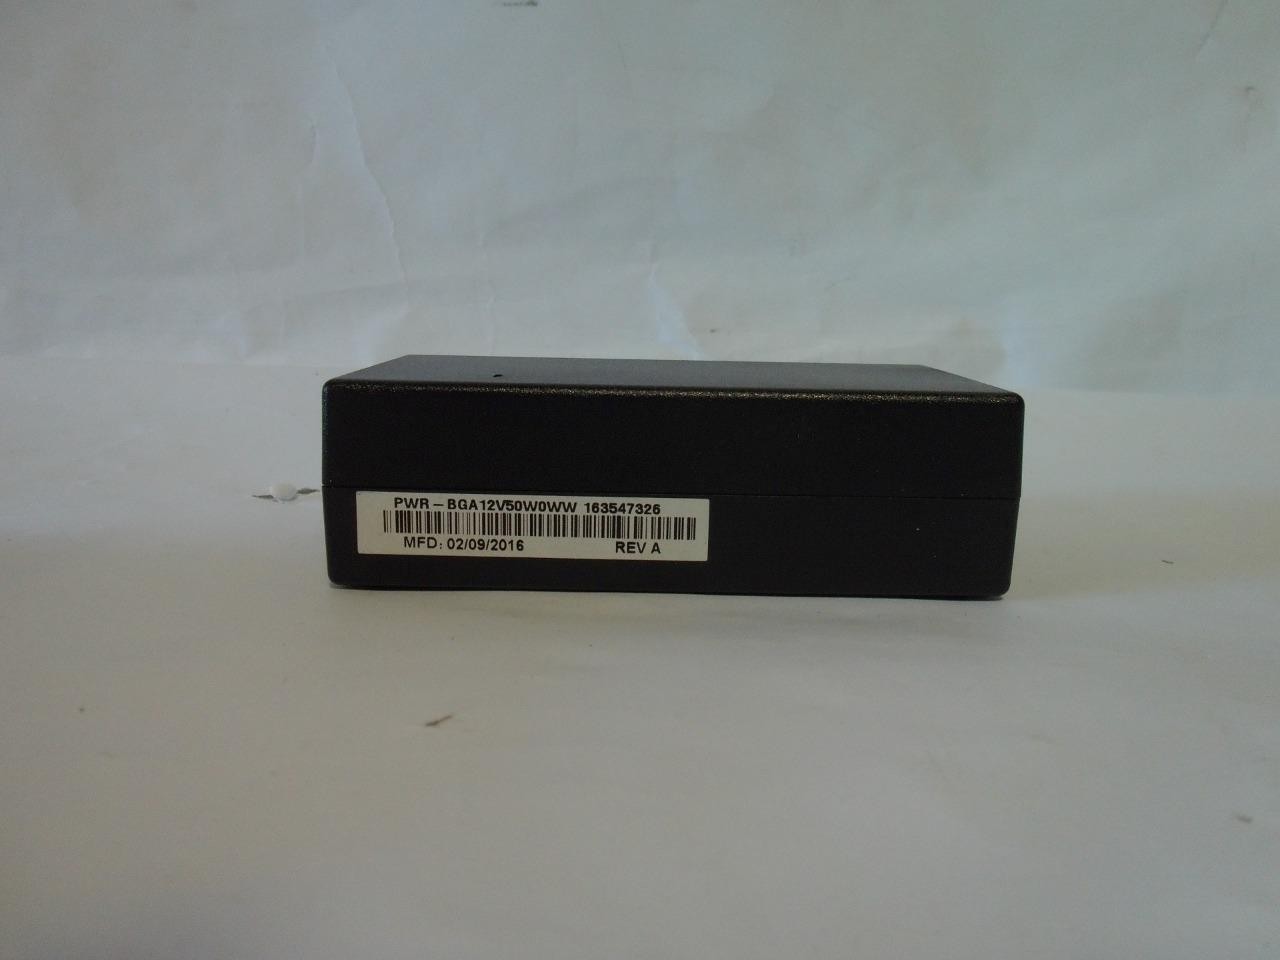 PWR-BGA12V50W0WW 163547326
MFD: 02/09/2016 REV A